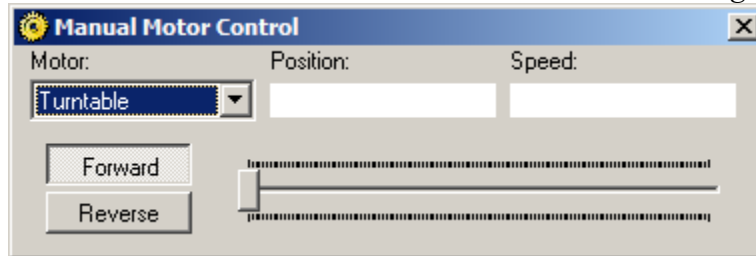 Manual Motor Control
Motor: Position: Speed:
Turntable
Forward
Reverse